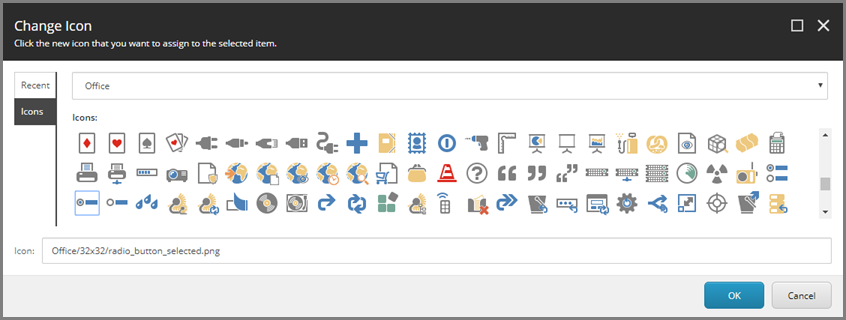 Change Icon
Click the new icon that you want to assign to the selected item.
Recent
Office
Icons
Icons:
Icon:
Office/32x32/radio_button_selected.png
OK
Cancel